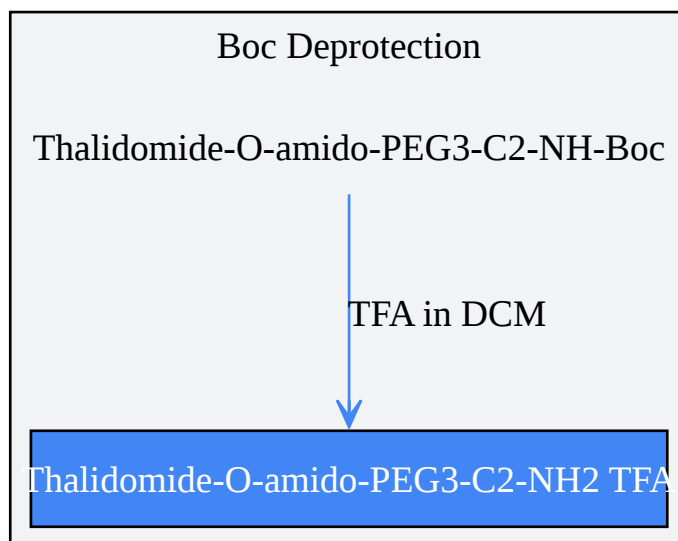 Boc Deprotection
Thalidomide-O-amido-PEG3-C2-NH-Boc
TFA in DCM
Thalidomide-O-amido-PEG3-C2-NH2 TFA